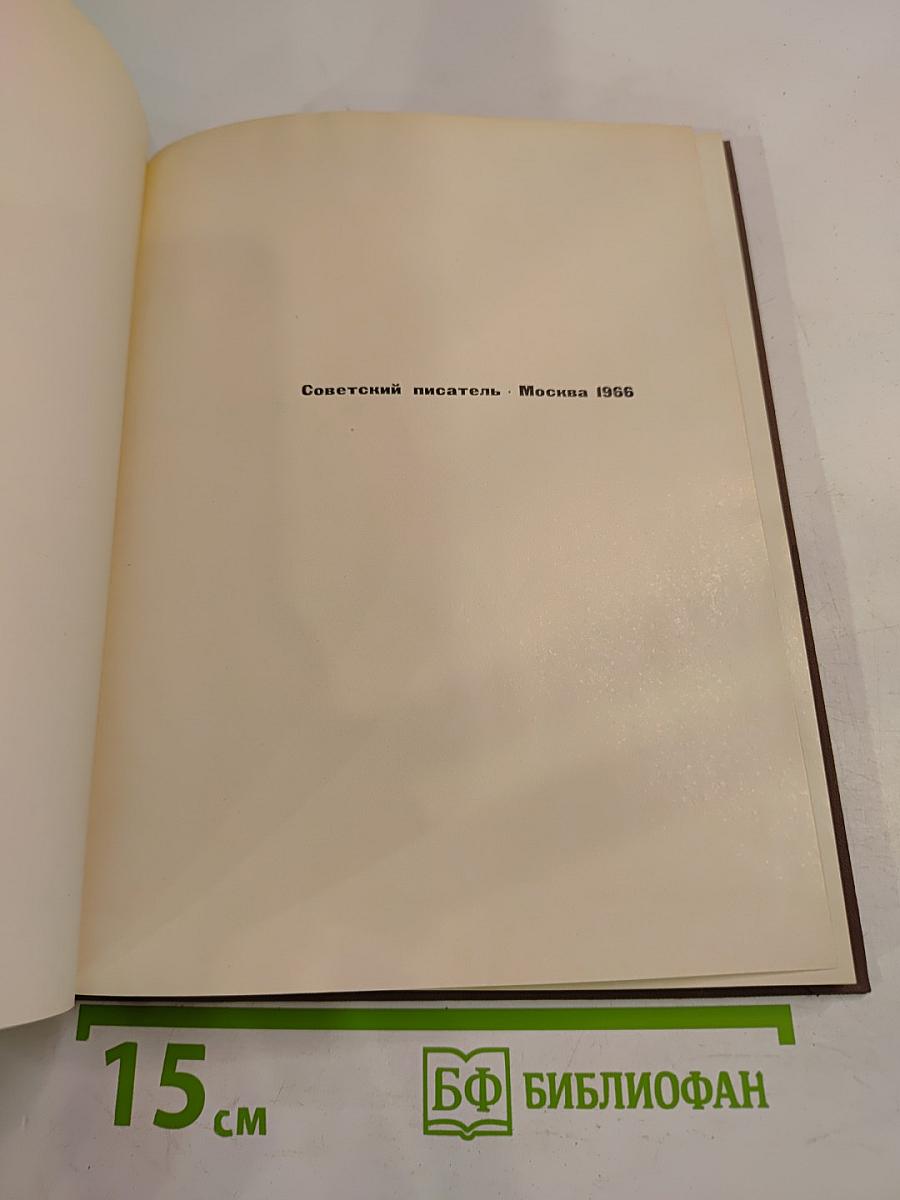 Советский писатель · Москва 1966
15 см
БФ БИБЛИОФАН